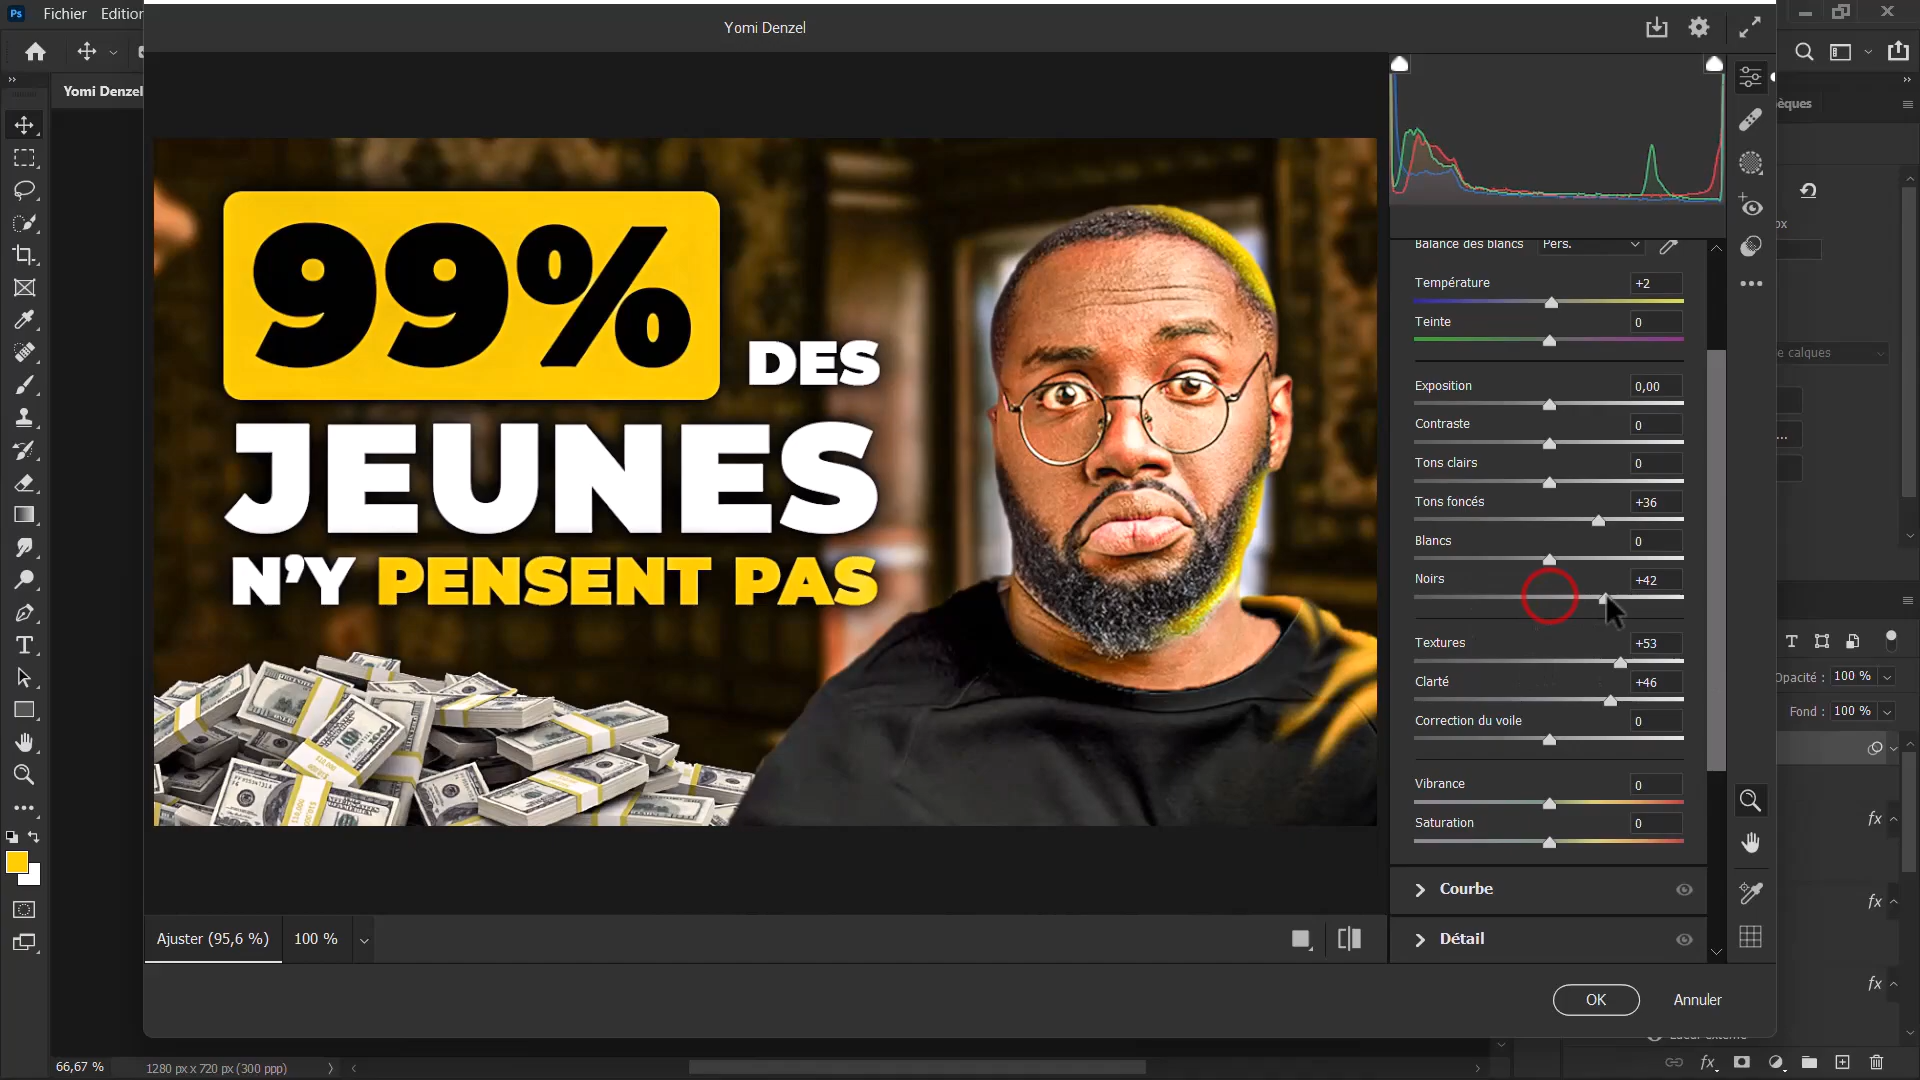 Ps Fichier Edition
Yomi Denzel
Yomi Denzel
99%
DES
JEUNES
N'Y PENSENT PAS
Balance des blancs Pers.
Température +2
Teinte 0
Exposition 0,00
Contraste 0
Tons clairs 0
Tons foncés +36
Blancs 0
Noirs +42
Textures +53
Clarté +46
Correction du voile 0
Vibrance 0
Saturation 0
Courbe
Détail
Ajuster (95,6 %) 100 %
OK Annuler
px
e calques
Opacité : 100 %
Fond : 100 %
fx
fx
fx
66,67 % 1280 px x 720 px (300 ppp)
fx